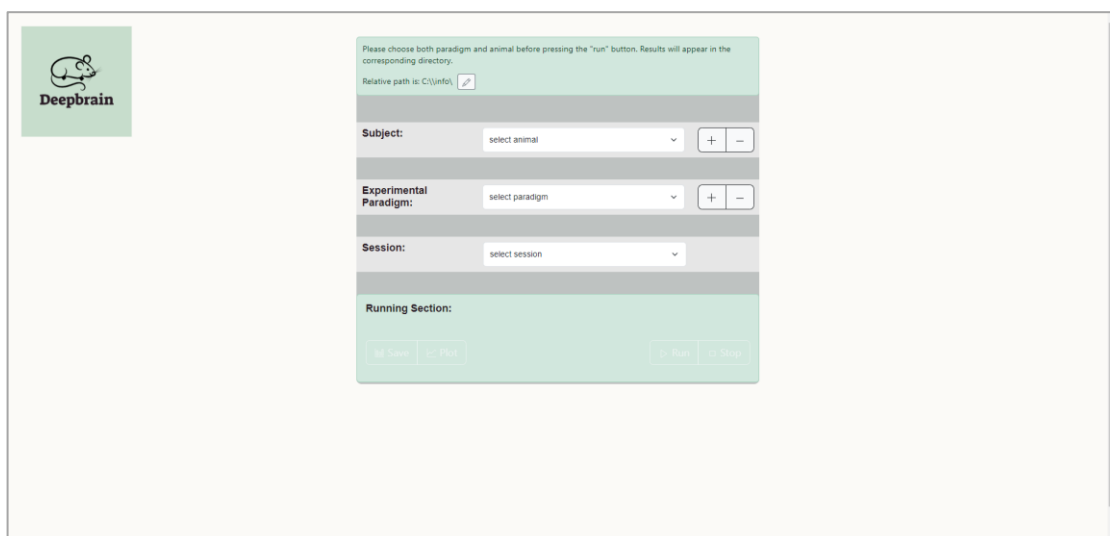 Deepbrain
Please choose both paradigm and animal before pressing the "run" button. Results will appear in the
corresponding directory.
Relative path is: C:\\info\
Subject:
select animal
+ −
Experimental
Paradigm:
select paradigm
+ −
Session:
select session
Running Section:
Save Plot Run Stop